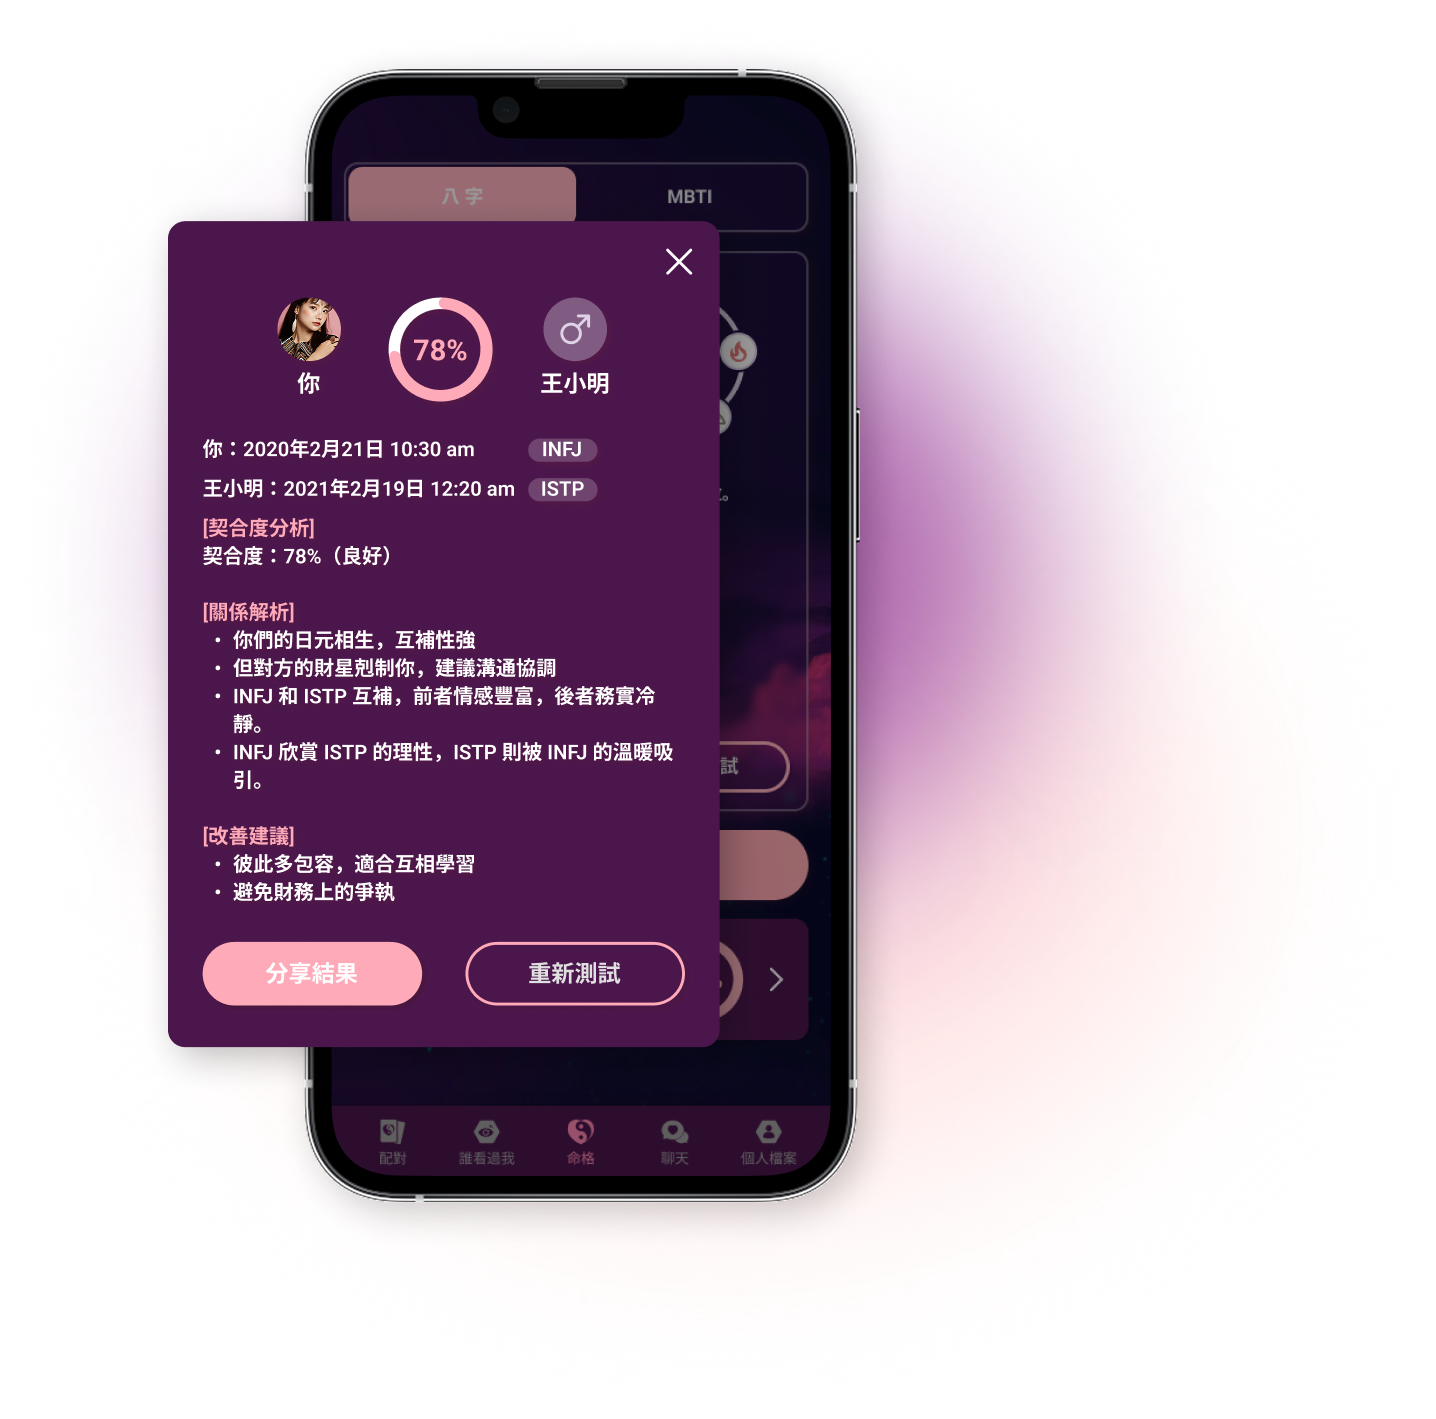 八字
MBTI
78%
你
王小明
你：2020年2月21日 10:30 am
INFJ
王小明：2021年2月19日 12:20 am
ISTP
[契合度分析]
契合度：78%（良好）
[關係解析]
• 你們的日元相生，互補性強
• 但對方的財星剋制你，建議溝通協調
• INFJ 和 ISTP 互補，前者情感豐富，後者務實冷
靜。
• INFJ 欣賞 ISTP 的理性，ISTP 則被 INFJ 的溫暖吸
引。
[改善建議]
• 彼此多包容，適合互相學習
• 避免財務上的爭執
分享結果
重新測試
試
配對
誰看過我
命格
聊天
個人檔案